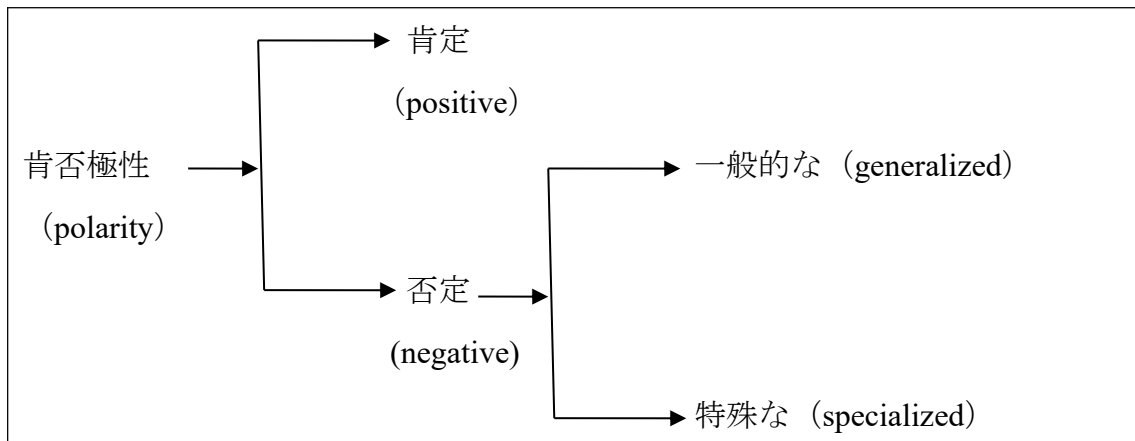 肯定
（positive）
肯否極性
（polarity）
一般的な（generalized）
否定
(negative)
特殊な（specialized）